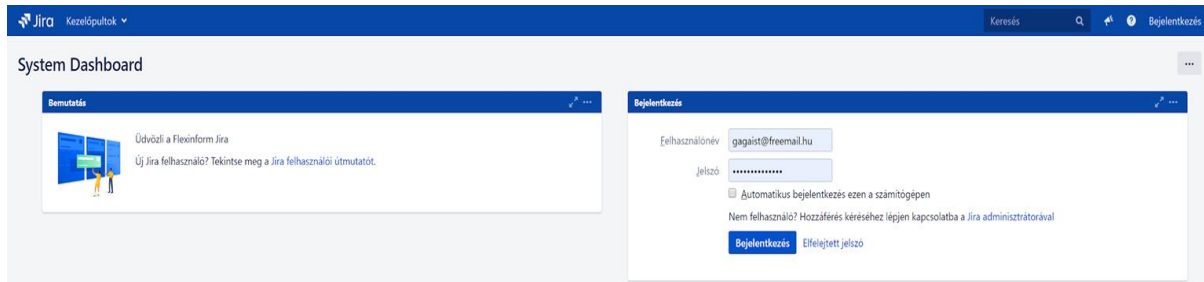 Jira Kezelőpultok Keresés Bejelentkezés
System Dashboard
Bemutatás
Üdvözli a Flexinform Jira
Új Jira felhasználó? Tekintse meg a Jira felhasználói útmutatót.
Bejelentkezés
Felhasználónév gagaist@freemail.hu
Jelszó ••••••••••••••
Automatikus bejelentkezés ezen a számítógépen
Nem felhasználó? Hozzáférés kéréséhez lépjen kapcsolatba a Jira adminisztrátorával
Bejelentkezés Elfelejtett jelszó